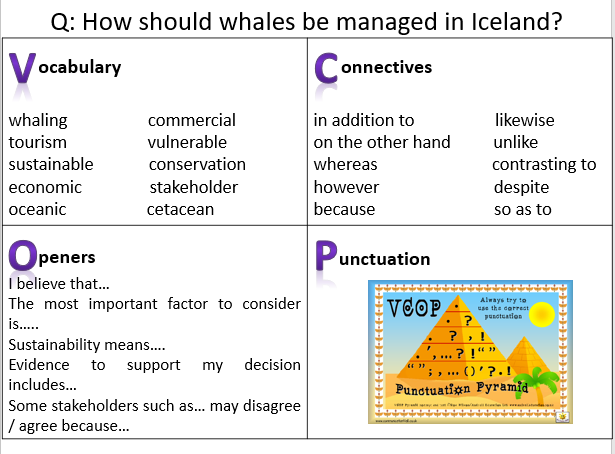 Q: How should whales be managed in Iceland?
Vocabulary
whaling commercial
tourism vulnerable
sustainable conservation
economic stakeholder
oceanic cetacean
Connectives
in addition to likewise
on the other hand unlike
whereas contrasting to
however despite
because so as to
Openers
I believe that...
The most important factor to consider
is.....
Sustainability means....
Evidence to support my decision
includes...
Some stakeholders such as... may disagree
/ agree because...
Punctuation
VCOP
Always try to
use the correct
punctuation
.
. ?
. ? , !
. ' , ... ? ! “ ”
“ ” ; , ... ( ) ' ? . !
Punctuation Pyramid